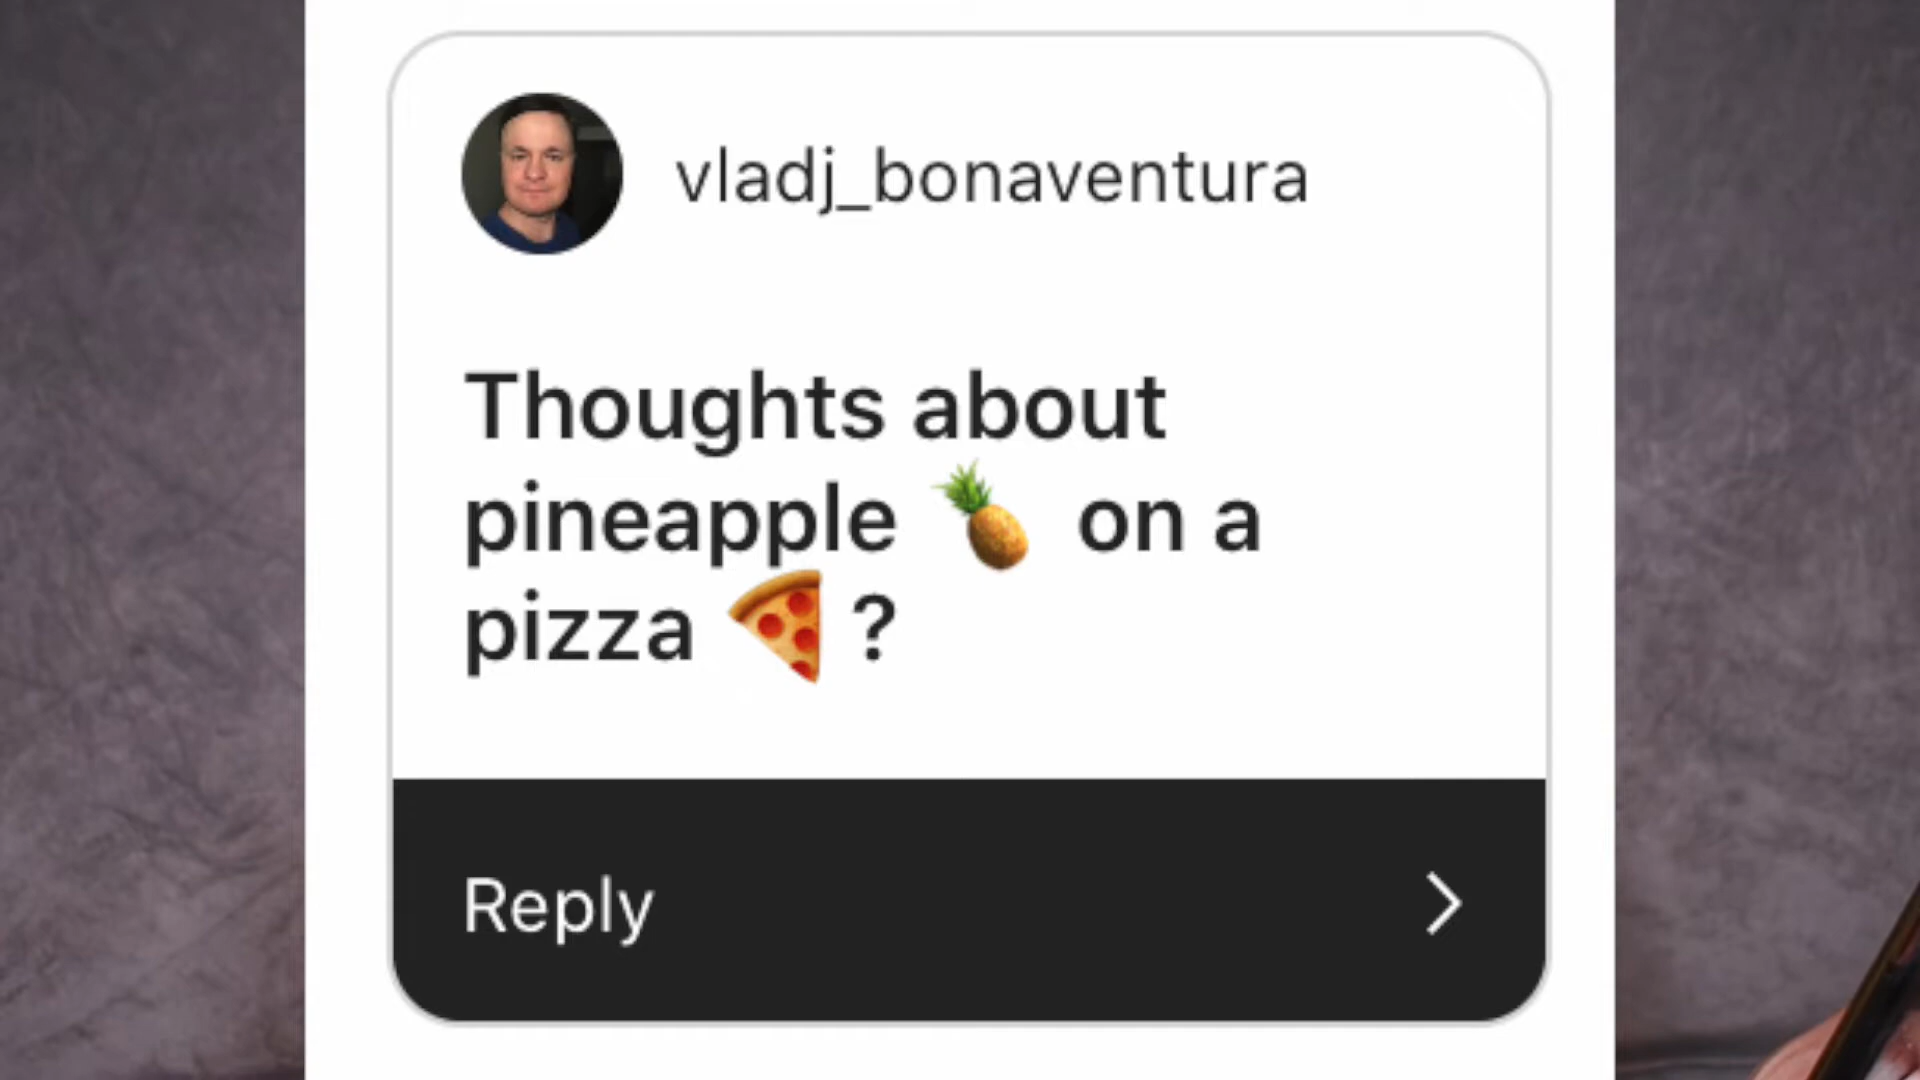 vladj_bonaventura
Thoughts about
pineapple 🍍 on a
pizza 🍕?
Reply